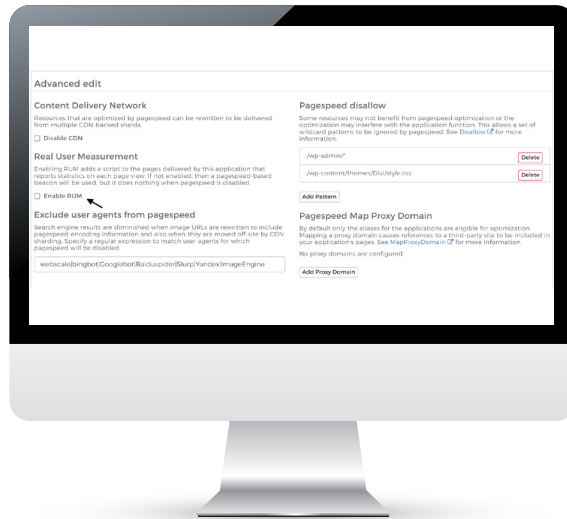 Advanced edit
Content Delivery Network
Resources that are optimized by pagespeed can be rewritten to be delivered
from multiple CDN-backed shards.
Disable CDN
Real User Measurement
Enabling RUM adds a script to the pages delivered by this application that
reports statistics on each page view. If not enabled, then a pagespeed-based
beacon will be used, but it does nothing when pagespeed is disabled.
Enable RUM
Exclude user agents from pagespeed
Search engine results are diminished when image URLs are rewritten to include
pagespeed encoding information and also when they are moved off site by CDN
sharding. Specify a regular expression to match user agents for which
pagespeed will be disabled
webscale|bingbot|Googlebot|Baiduspider|Slurp|Yandex|ImageEngine
Pagespeed disallow
Some resources may not benefit from pagespeed optimization or the
optimization may interfere with the application function. This allows a set of
wildcard patterns to be ignored by pagespeed. See Disallow for more
information.
/wp-admin/*
Delete
/wp-content/themes/Divi/style.css
Delete
Add Pattern
Pagespeed Map Proxy Domain
By default only the aliases for the applications are eligible for optimization.
Mapping a proxy domain causes references to a third-party site to be included in
your application's pages. See MapProxyDomain for more information.
No proxy domains are configured
Add Proxy Domain